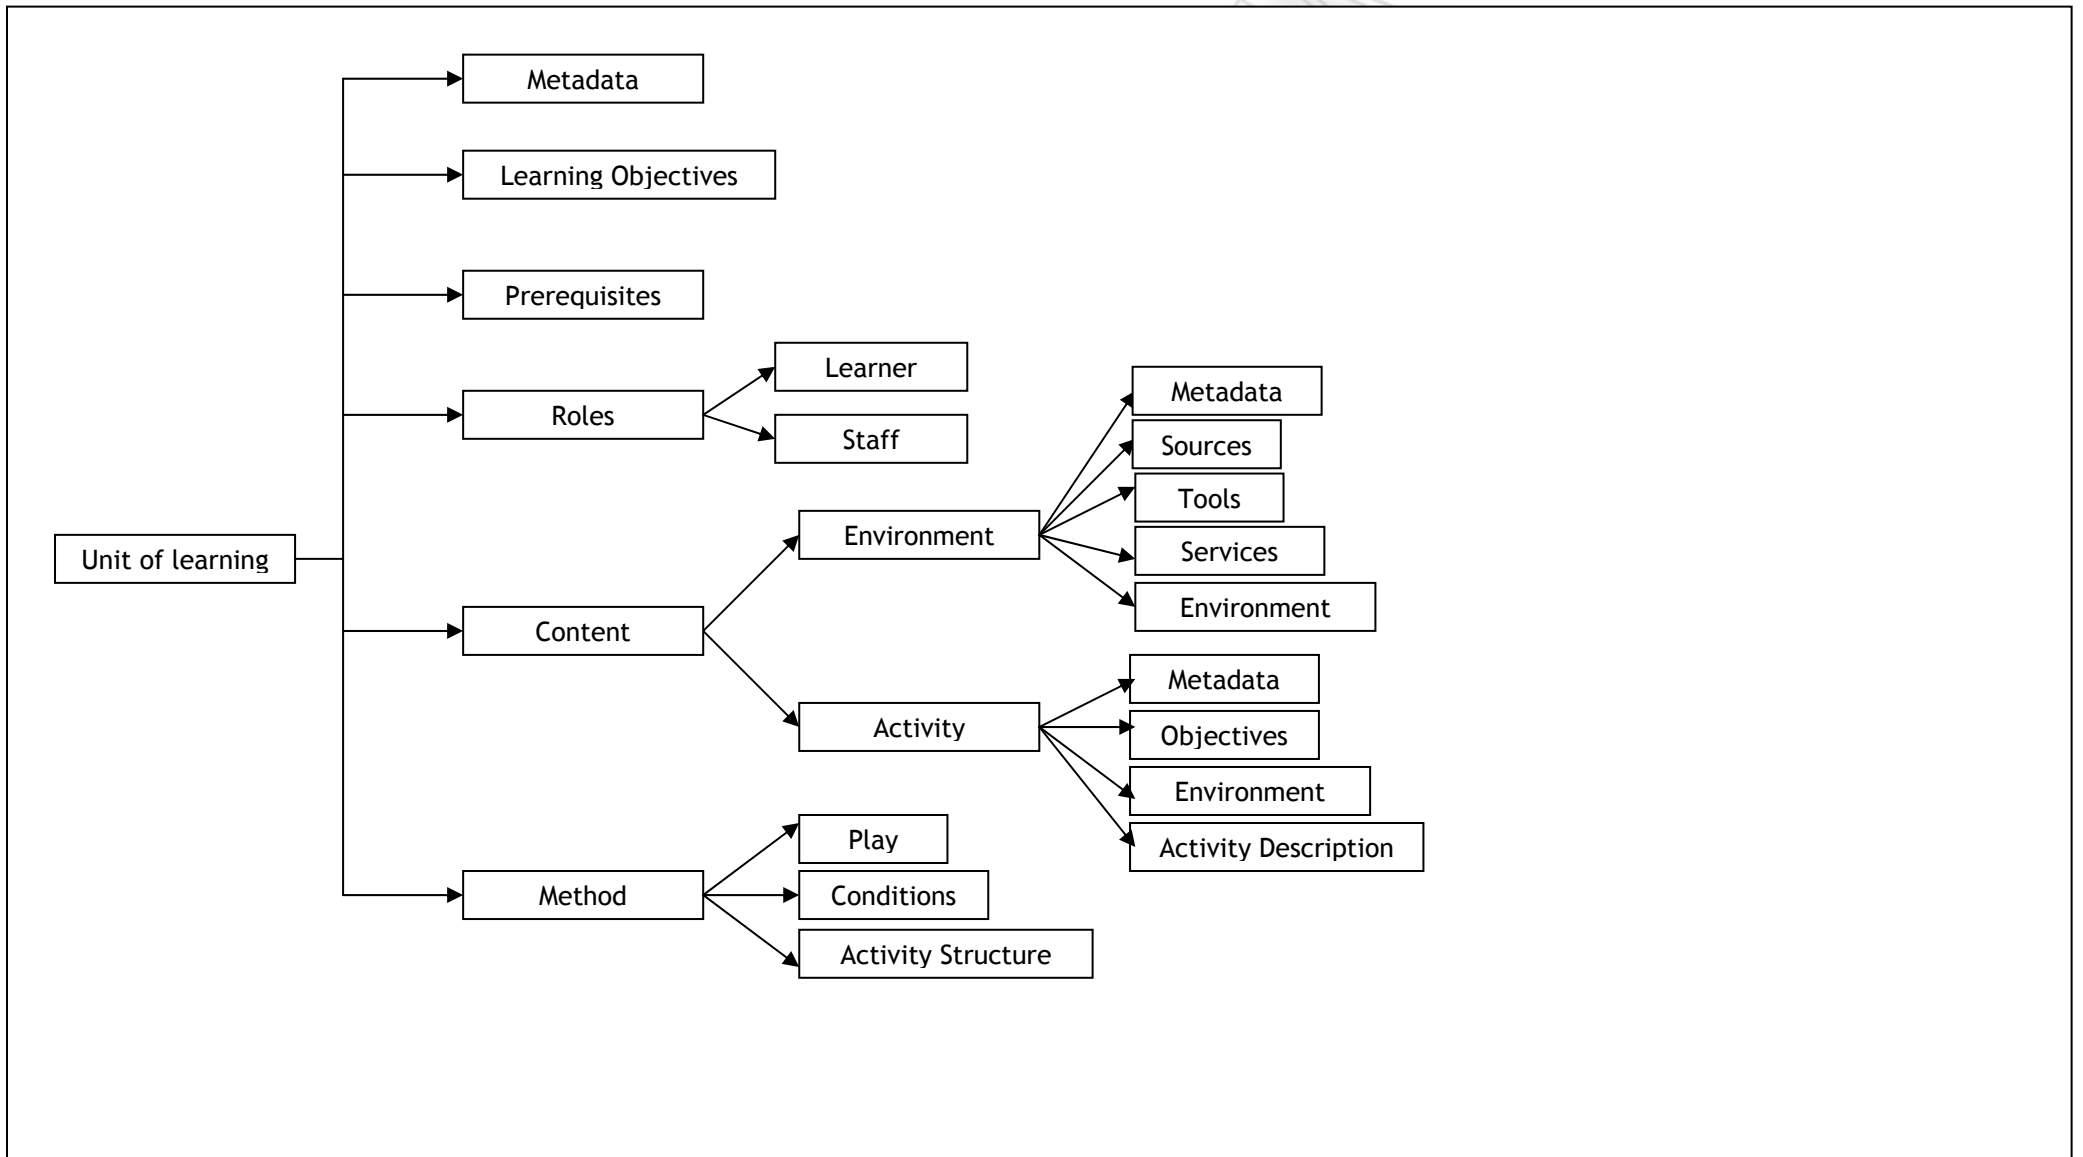 Metadata
Learning Objectives
Prerequisites
Roles
Learner
Staff
Unit of learning
Content
Environment
Metadata
Sources
Tools
Services
Environment
Activity
Metadata
Objectives
Environment
Activity Description
Method
Play
Conditions
Activity Structure